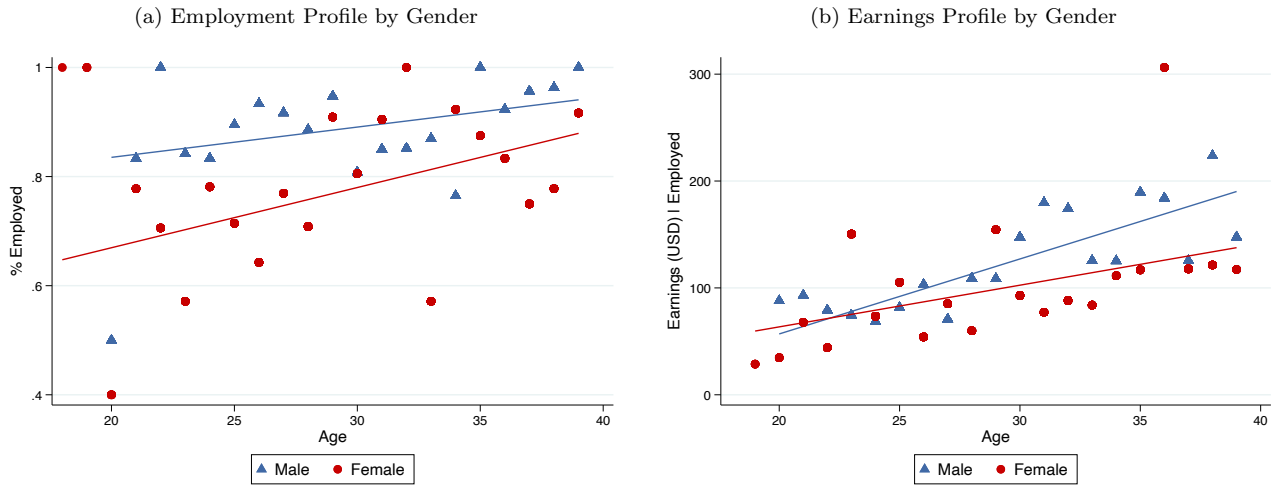 (a) Employment Profile by Gender
% Employed
1
.8
.6
.4
20
25
30
35
40
Age
Male
Female
(b) Earnings Profile by Gender
Earnings (USD) | Employed
300
200
100
0
20
25
30
35
40
Age
Male
Female